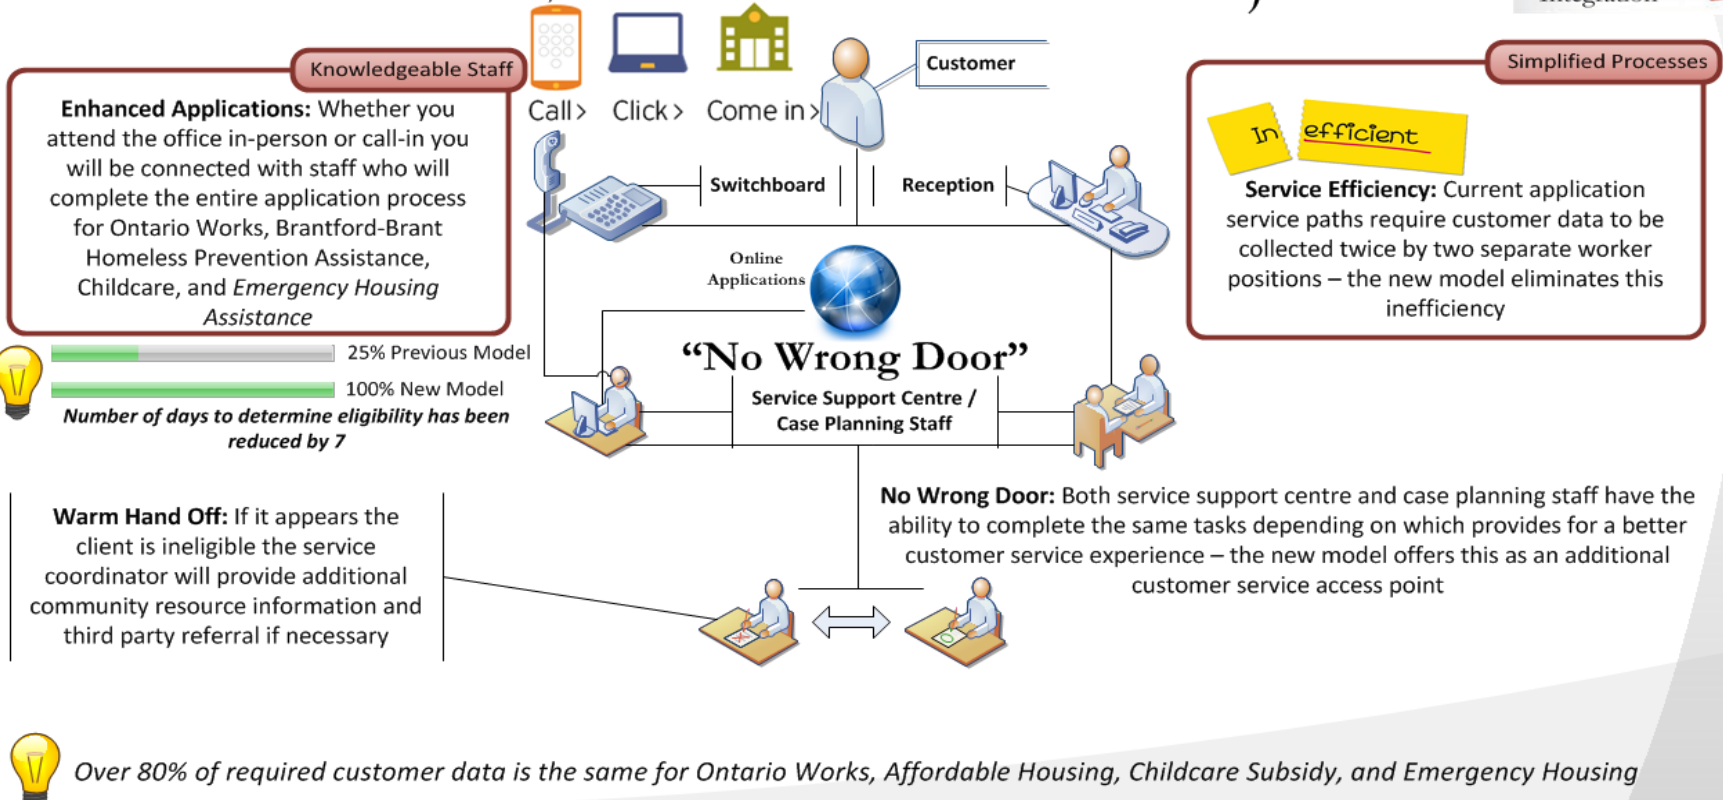 Integration
Call >
Click >
Come in >
Customer
Knowledgeable Staff
Enhanced Applications: Whether you
attend the office in-person or call-in you
will be connected with staff who will
complete the entire application process
for Ontario Works, Brantford-Brant
Homeless Prevention Assistance,
Childcare, and Emergency Housing
Assistance
25% Previous Model
100% New Model
Number of days to determine eligibility has been
reduced by 7
Switchboard
Reception
Online
Applications
“No Wrong Door”
Service Support Centre /
Case Planning Staff
Simplified Processes
In efficient
Service Efficiency: Current application
service paths require customer data to be
collected twice by two separate worker
positions – the new model eliminates this
inefficiency
Warm Hand Off: If it appears the
client is ineligible the service
coordinator will provide additional
community resource information and
third party referral if necessary
No Wrong Door: Both service support centre and case planning staff have the
ability to complete the same tasks depending on which provides for a better
customer service experience – the new model offers this as an additional
customer service access point
Over 80% of required customer data is the same for Ontario Works, Affordable Housing, Childcare Subsidy, and Emergency Housing